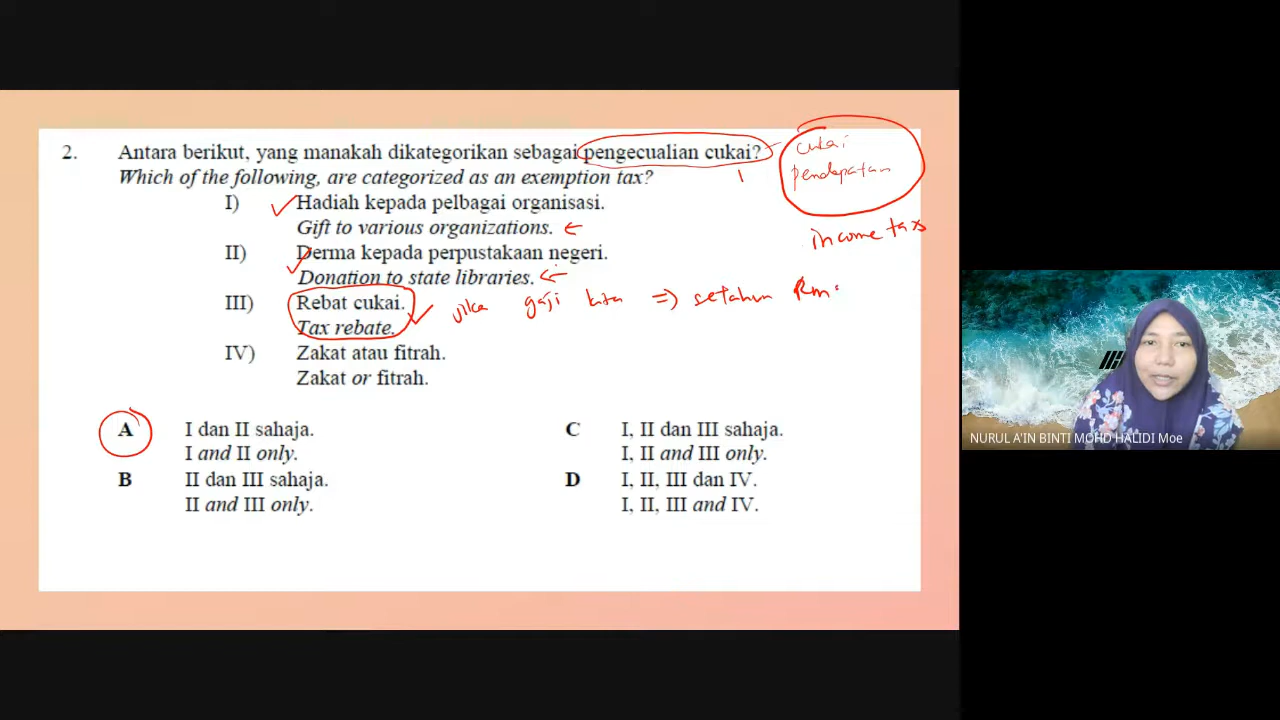 2. Antara berikut, yang manakah dikategorikan sebagai pengecualian cukai?
Which of the following, are categorized as an exemption tax?
cukai
pendapatan
income tax
I) Hadiah kepada pelbagai organisasi.
Gift to various organizations.
II) Derma kepada perpustakaan negeri.
Donation to state libraries.
III) Rebat cukai.
Tax rebate.
jika gaji kita => setahun Rm
IV) Zakat atau fitrah.
Zakat or fitrah.
A I dan II sahaja.
I and II only.
B II dan III sahaja.
II and III only.
C I, II dan III sahaja.
I, II and III only.
D I, II, III dan IV.
I, II, III and IV.
NURUL A'IN BINTI MOHD HALIDI Moe